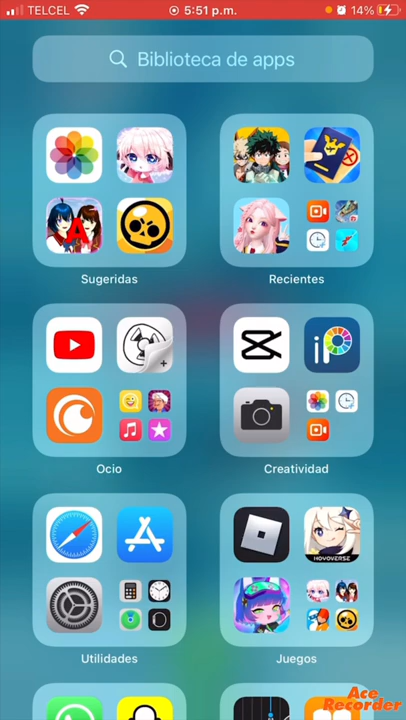 TELCEL 5:51 p.m. 14%
Biblioteca de apps
Sugeridas Recientes
Ocio Creatividad
HOYOVERSE
Utilidades Juegos
Ace
Recorder